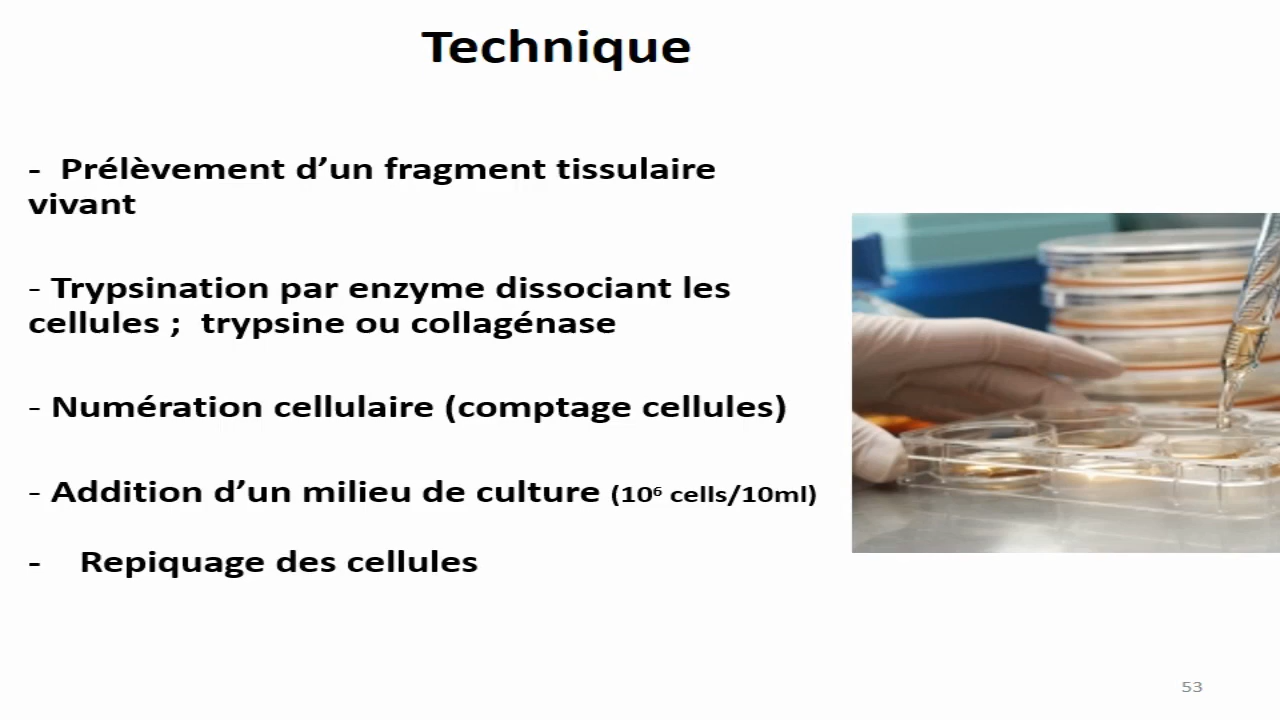 Technique
- Prélèvement d’un fragment tissulaire
vivant
- Trypsination par enzyme dissociant les
cellules ; trypsine ou collagénase
- Numération cellulaire (comptage cellules)
- Addition d’un milieu de culture (10⁶ cells/10ml)
- Repiquage des cellules
53